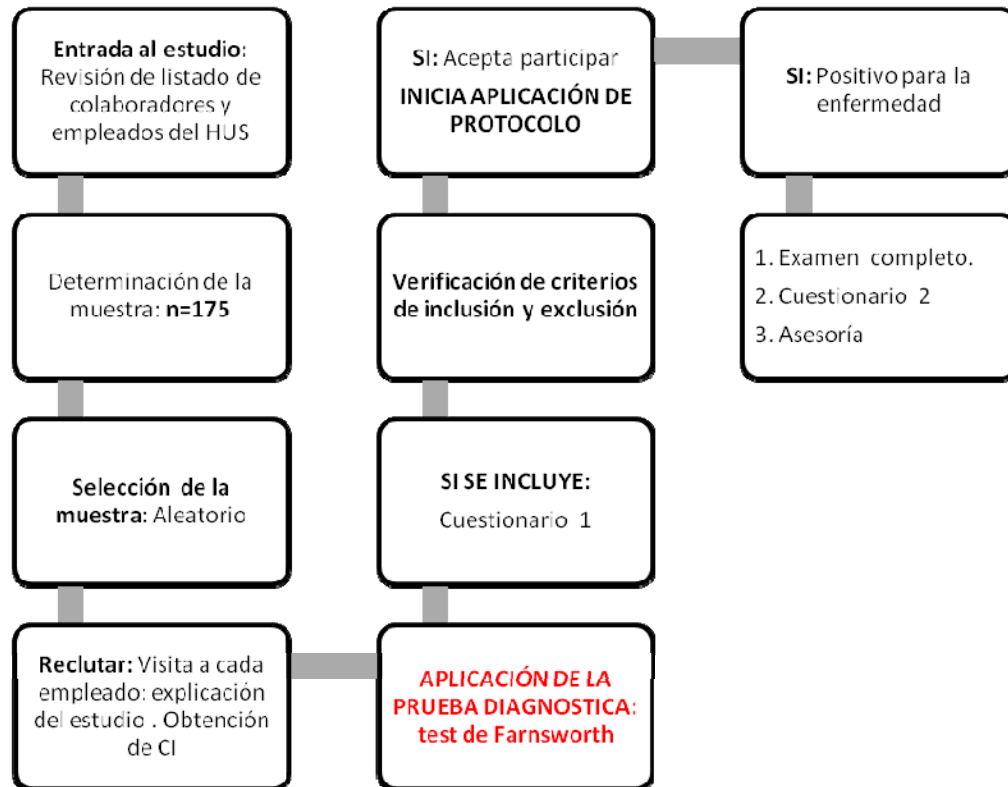 Entrada al estudio:
Revisión de listado de
colaboradores y
empleados del HUS
Determinación de la
muestra: n=175
Selección de la
muestra: Aleatorio
Reclutar: Visita a cada
empleado: explicación
del estudio . Obtención
de CI
SI: Acepta participar
INICIA APLICACIÓN DE
PROTOCOLO
Verificación de criterios
de inclusión y exclusión
SI SE INCLUYE:
Cuestionario 1
APLICACIÓN DE LA
PRUEBA DIAGNOSTICA:
test de Farnsworth
SI: Positivo para la
enfermedad
1. Examen completo.
2. Cuestionario 2
3. Asesoría